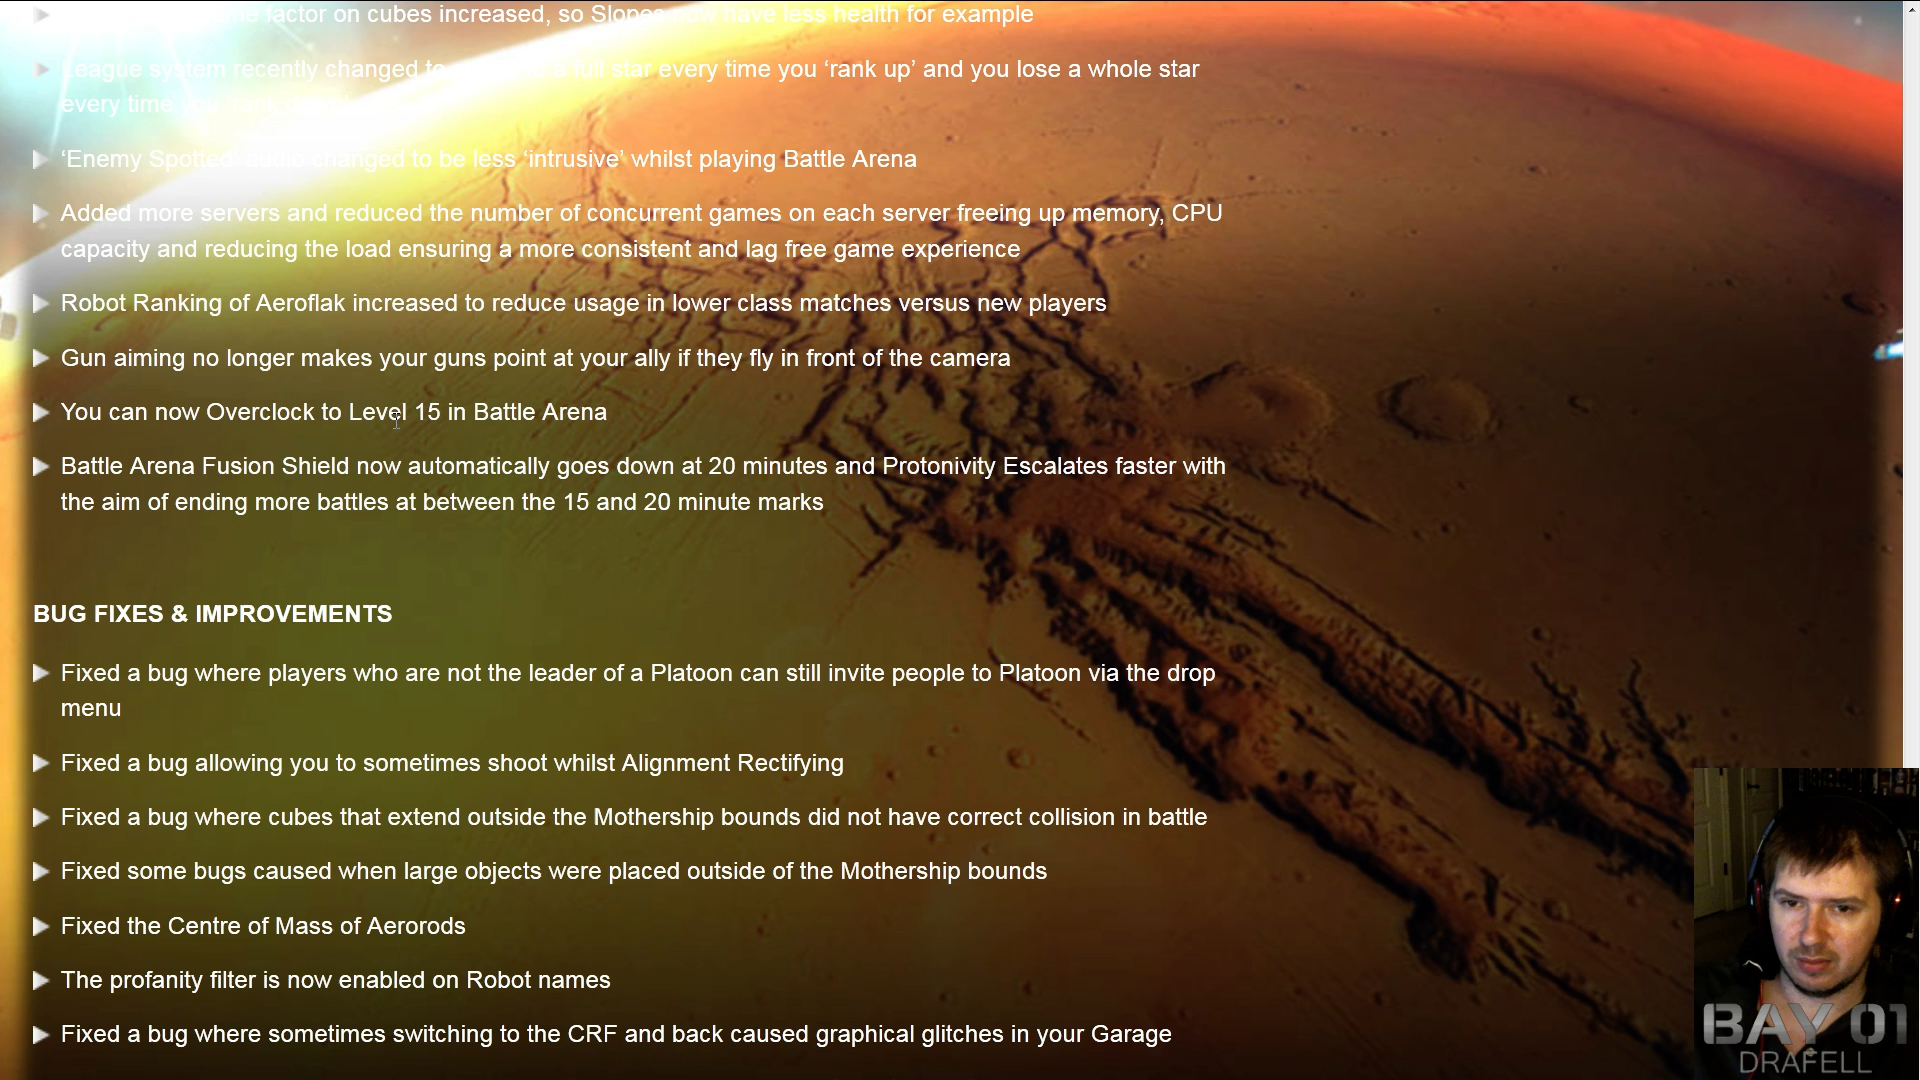 factor on cubes increased, so Slopes now have less health for example
League system recently changed to a full star every time you ‘rank up’ and you lose a whole star
every time you ‘rank
‘Enemy Spotted’ audio changed to be less ‘intrusive’ whilst playing Battle Arena
Added more servers and reduced the number of concurrent games on each server freeing up memory, CPU
capacity and reducing the load ensuring a more consistent and lag free game experience
Robot Ranking of Aeroflak increased to reduce usage in lower class matches versus new players
Gun aiming no longer makes your guns point at your ally if they fly in front of the camera
You can now Overclock to Level 15 in Battle Arena
Battle Arena Fusion Shield now automatically goes down at 20 minutes and Protonivity Escalates faster with
the aim of ending more battles at between the 15 and 20 minute marks
BUG FIXES & IMPROVEMENTS
Fixed a bug where players who are not the leader of a Platoon can still invite people to Platoon via the drop
menu
Fixed a bug allowing you to sometimes shoot whilst Alignment Rectifying
Fixed a bug where cubes that extend outside the Mothership bounds did not have correct collision in battle
Fixed some bugs caused when large objects were placed outside of the Mothership bounds
Fixed the Centre of Mass of Aerorods
The profanity filter is now enabled on Robot names
Fixed a bug where sometimes switching to the CRF and back caused graphical glitches in your Garage
BAY 01
DRAFELL